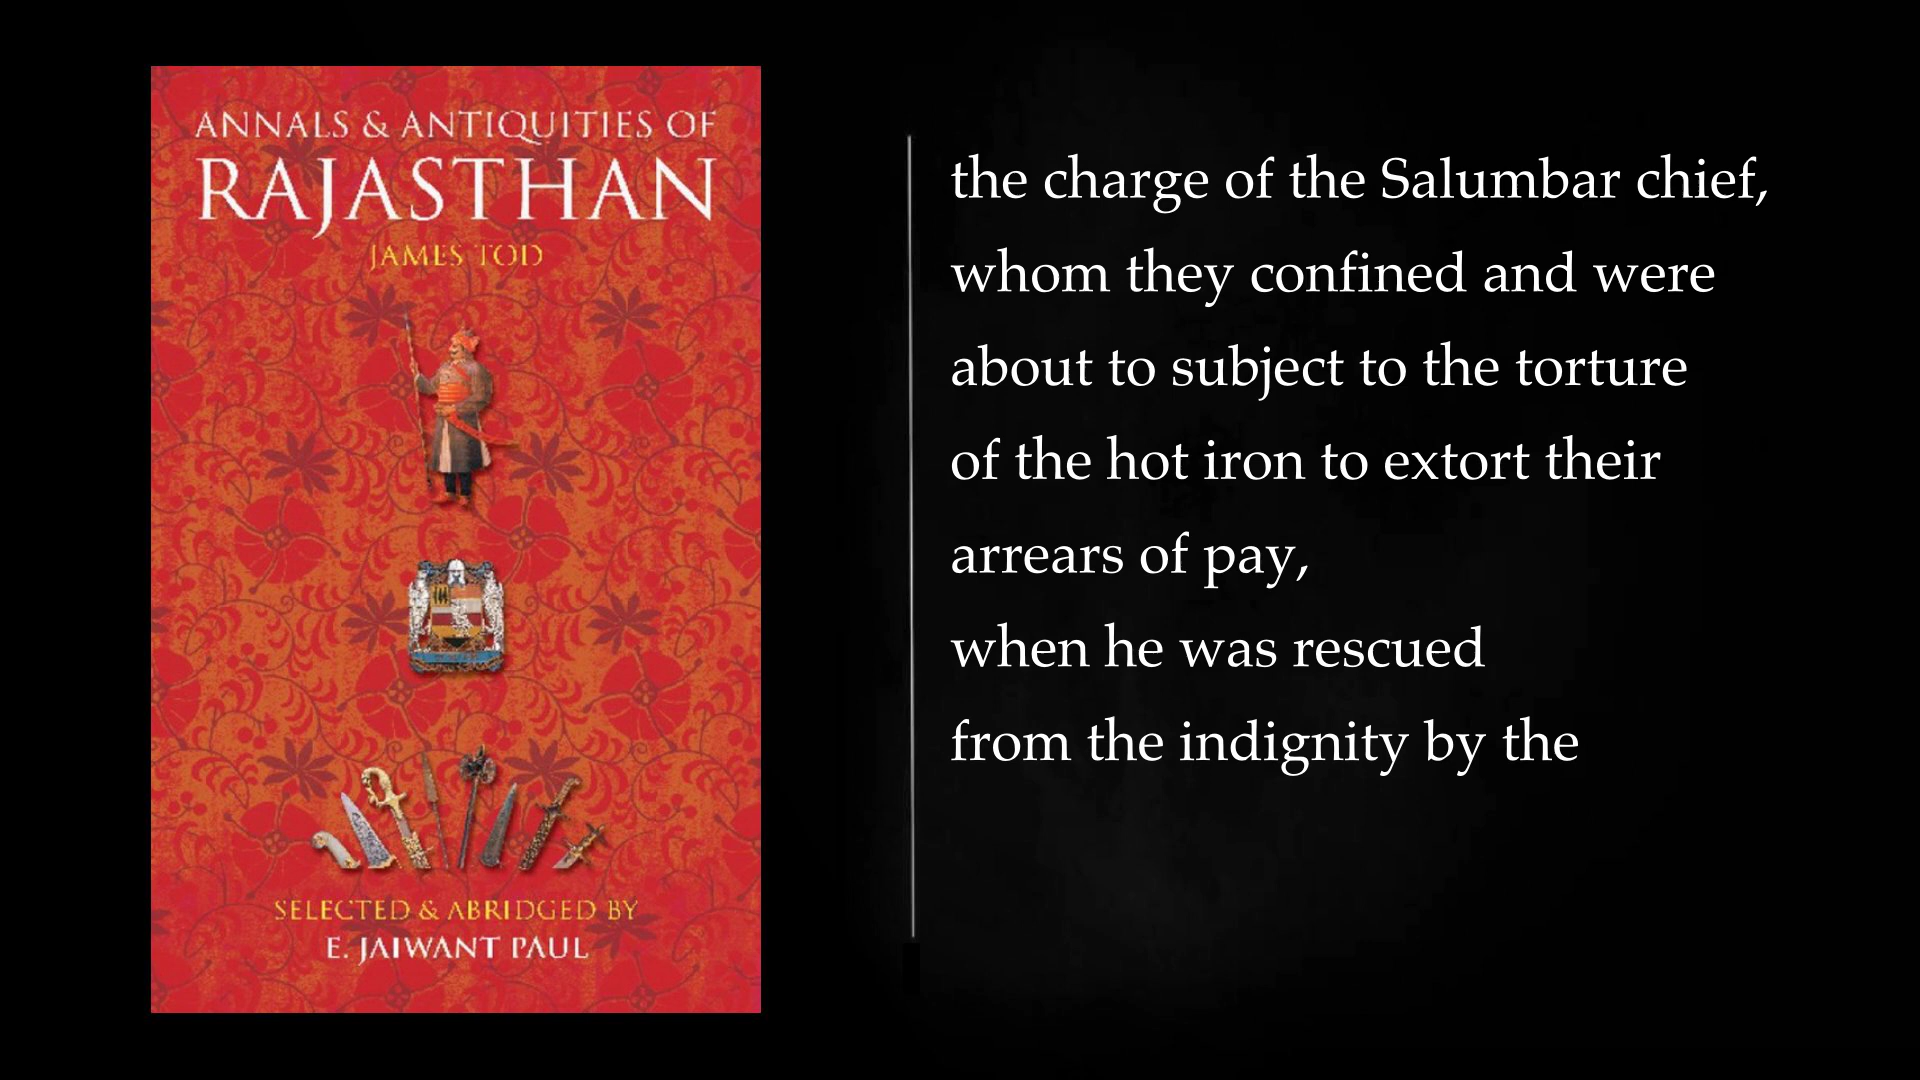 ANNALS & ANTIQUITIES OF
RAJASTHAN
JAMES TOD
SELECTED & ABRIDGED BY
E. JAIWANT PAUL
the charge of the Salumbar chief,
whom they confined and were
about to subject to the torture
of the hot iron to extort their
arrears of pay,
when he was rescued
from the indignity by the